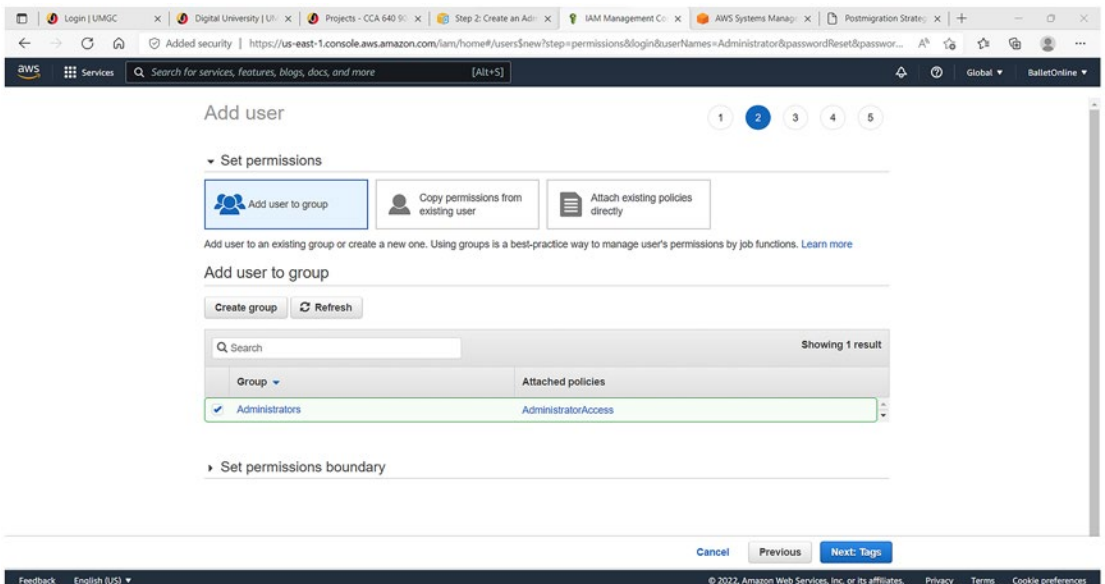 Login | UMGC
Digital University | UM
Projects - CCA 640 90
Step 2: Create an Adm
IAM Management Co
AWS Systems Manag
Postmigration Strateg
Added security | https://us-east-1.console.aws.amazon.com/iam/home#/users$new?step=permissions&login&userNames=Administrator&passwordReset&passwor...
aws Services Search for services, features, blogs, docs, and more [Alt+S] Global BalletOnline
Add user 1 2 3 4 5
Set permissions
Add user to group
Copy permissions from
existing user
Attach existing policies
directly
Add user to an existing group or create a new one. Using groups is a best-practice way to manage user's permissions by job functions. Learn more
Add user to group
Create group Refresh
Search Showing 1 result
Group Attached policies
Administrators AdministratorAccess
Set permissions boundary
Cancel Previous Next: Tags
Feedback English (US) © 2022, Amazon Web Services, Inc. or its affiliates. Privacy Terms Cookie preferences